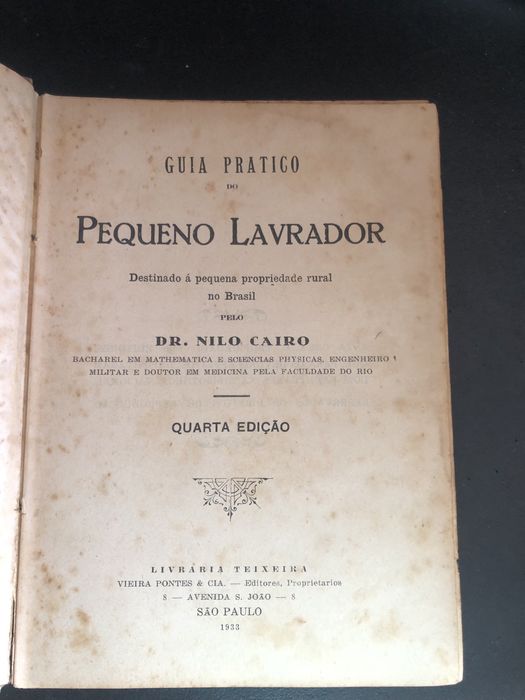 GUIA PRATICO
DO
PEQUENO LAVRADOR
Destinado á pequena propriedade rural
no Brasil
PELO
DR. NILO CAIRO
BACHAREL EM MATHEMATICA E SCIENCIAS PHYSICAS, ENGENHEIRO
MILITAR E DOUTOR EM MEDICINA PELA FACULDADE DO RIO
QUARTA EDIÇÃO
LIVRARIA TEIXEIRA
VIEIRA PONTES & CIA. — Editores, Proprietarios
8 — AVENIDA S. JOÃO — 8
SÃO PAULO
1933